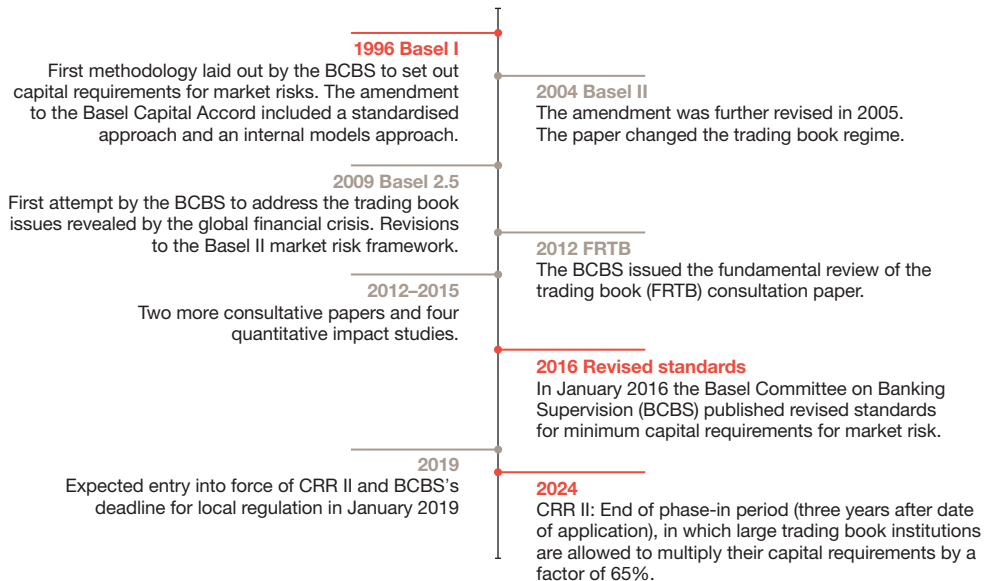 1996 Basel I
First methodology laid out by the BCBS to set out
capital requirements for market risks. The amendment
to the Basel Capital Accord included a standardised
approach and an internal models approach.
2004 Basel II
The amendment was further revised in 2005.
The paper changed the trading book regime.
2009 Basel 2.5
First attempt by the BCBS to address the trading book
issues revealed by the global financial crisis. Revisions
to the Basel II market risk framework.
2012 FRTB
The BCBS issued the fundamental review of the
trading book (FRTB) consultation paper.
2012–2015
Two more consultative papers and four
quantitative impact studies.
2016 Revised standards
In January 2016 the Basel Committee on Banking
Supervision (BCBS) published revised standards
for minimum capital requirements for market risk.
2019
Expected entry into force of CRR II and BCBS's
deadline for local regulation in January 2019
2024
CRR II: End of phase-in period (three years after date
of application), in which large trading book institutions
are allowed to multiply their capital requirements by a
factor of 65%.